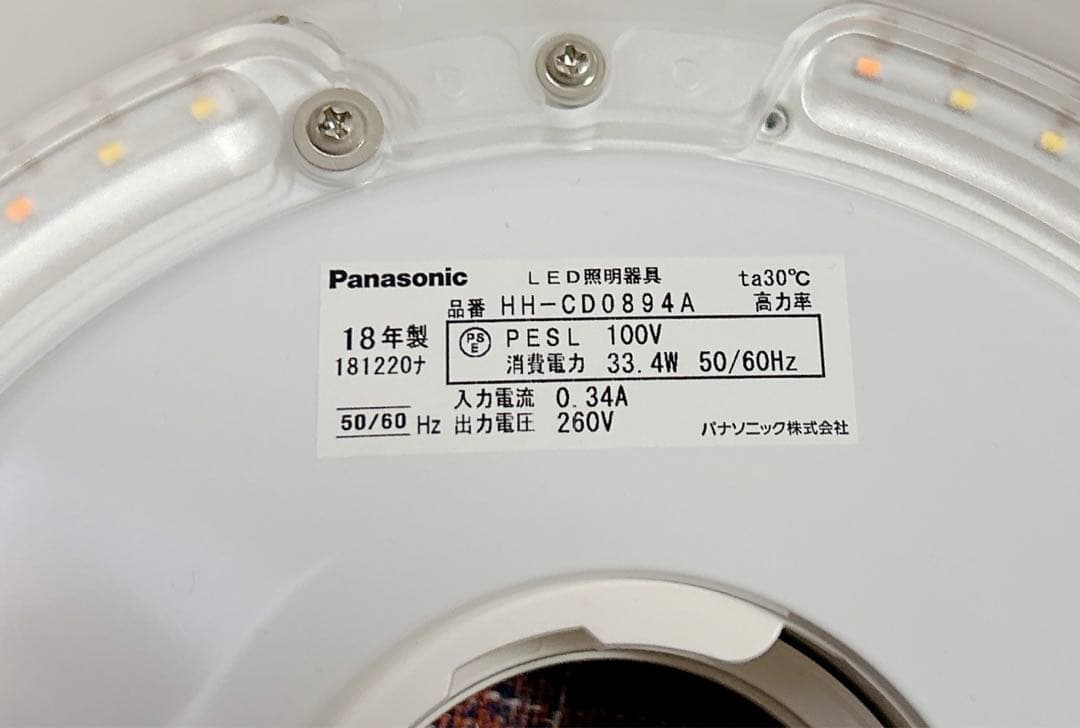 Panasonic LED照明器具 ta30℃
品番 HH-CD0894A 高力率
18年製 PSE PESL 100V
181220ナ 消費電力 33.4W 50/60Hz
入力電流 0.34A
50/60 Hz 出力電圧 260V パナソニック株式会社